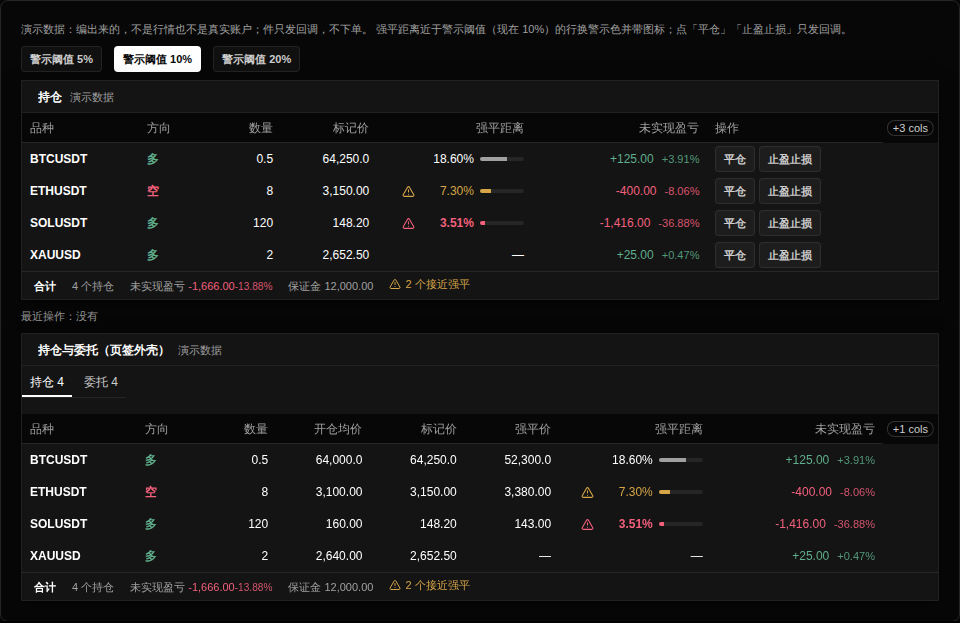 演示数据：编出来的，不是行情也不是真实账户；件只发回调，不下单。 强平距离近于警示阈值（现在 10%）的行换警示色并带图标；点「平仓」「止盈止损」只发回调。
警示阈值 5% 警示阈值 10% 警示阈值 20%
持仓 演示数据
品种 方向 数量 标记价 强平距离 未实现盈亏 操作 +3 cols
BTCUSDT 多 0.5 64,250.0 18.60% +125.00 +3.91% 平仓 止盈止损
ETHUSDT 空 8 3,150.00 7.30% -400.00 -8.06% 平仓 止盈止损
SOLUSDT 多 120 148.20 3.51% -1,416.00 -36.88% 平仓 止盈止损
XAUUSD 多 2 2,652.50 — +25.00 +0.47% 平仓 止盈止损
合计 4 个持仓 未实现盈亏 -1,666.00-13.88% 保证金 12,000.00 2 个接近强平
最近操作：没有
持仓与委托（页签外壳） 演示数据
持仓 4 委托 4
品种 方向 数量 开仓均价 标记价 强平价 强平距离 未实现盈亏 +1 cols
BTCUSDT 多 0.5 64,000.0 64,250.0 52,300.0 18.60% +125.00 +3.91%
ETHUSDT 空 8 3,100.00 3,150.00 3,380.00 7.30% -400.00 -8.06%
SOLUSDT 多 120 160.00 148.20 143.00 3.51% -1,416.00 -36.88%
XAUUSD 多 2 2,640.00 2,652.50 — — +25.00 +0.47%
合计 4 个持仓 未实现盈亏 -1,666.00-13.88% 保证金 12,000.00 2 个接近强平